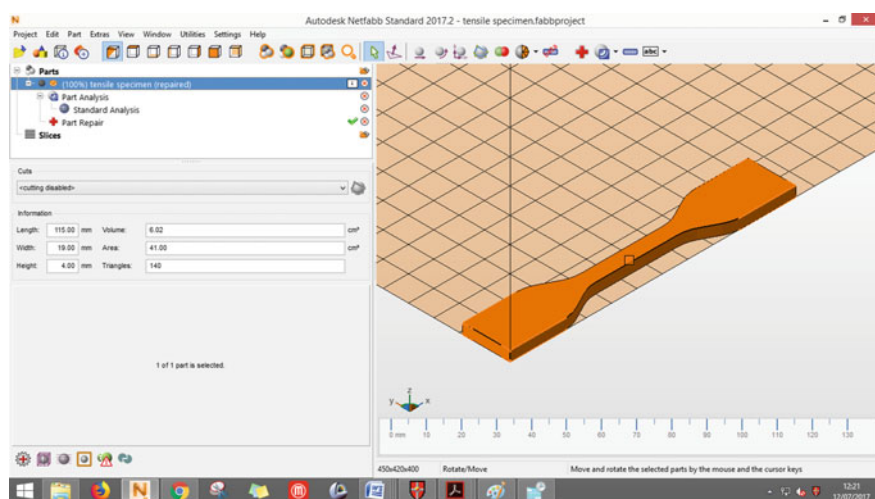 Autodesk Netfabb Standard 2017.2 - tensile specimen.fabbproject
Project Edit Part Extras View Window Utilities Settings Help
abc
Parts
(100%) tensile specimen (repaired)
Part Analysis
Standard Analysis
Part Repair
Slices
Cuts
<cutting disabled>
Information
Length: 115.00 mm Volume: 6.02 cm³
Width: 19.00 mm Area: 41.00 cm²
Height: 4.00 mm Triangles: 140
1 of 1 part is selected.
z
y x
0 mm 10 20 30 40 50 60 70 80 90 100 110 120 130
450x420x400 Rotate/Move Move and rotate the selected parts by the mouse and the cursor keys
12:21
12/07/2017